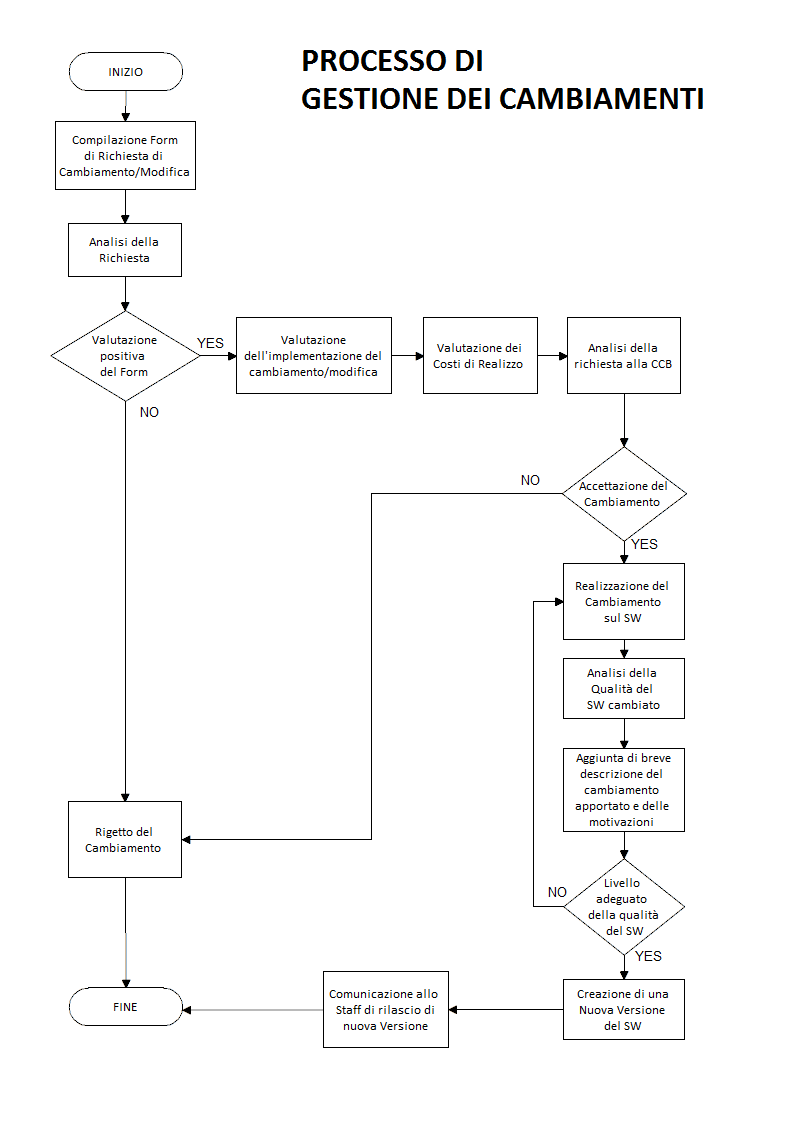 PROCESSO DI
GESTIONE DEI CAMBIAMENTI
INIZIO
Compilazione Form
di Richiesta di
Cambiamento/Modifica
Analisi della
Richiesta
Valutazione
positiva
del Form
YES
NO
Valutazione
dell'implementazione del
cambiamento/modifica
Valutazione dei
Costi di Realizzo
Analisi della
richiesta alla CCB
Accettazione del
Cambiamento
NO
YES
Realizzazione del
Cambiamento
sul SW
Analisi della
Qualità del
SW cambiato
Aggiunta di breve
descrizione del
cambiamento
apportato e delle
motivazioni
Livello
adeguato
della qualità
del SW
NO
YES
Rigetto del
Cambiamento
Creazione di una
Nuova Versione
del SW
Comunicazione allo
Staff di rilascio di
nuova Versione
FINE